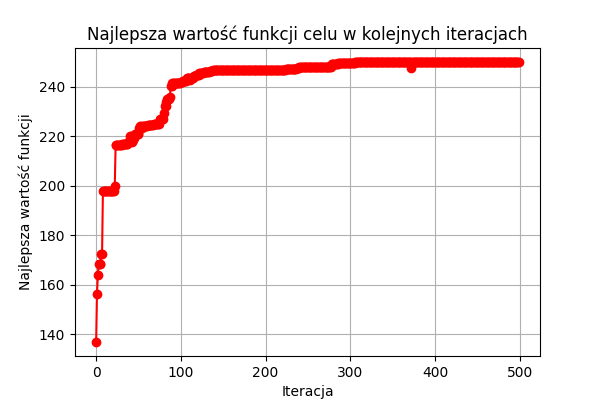 Najlepsza wartość funkcji celu w kolejnych iteracjach
Najlepsza wartość funkcji
240
220
200
180
160
140
0 100 200 300 400 500
Iteracja